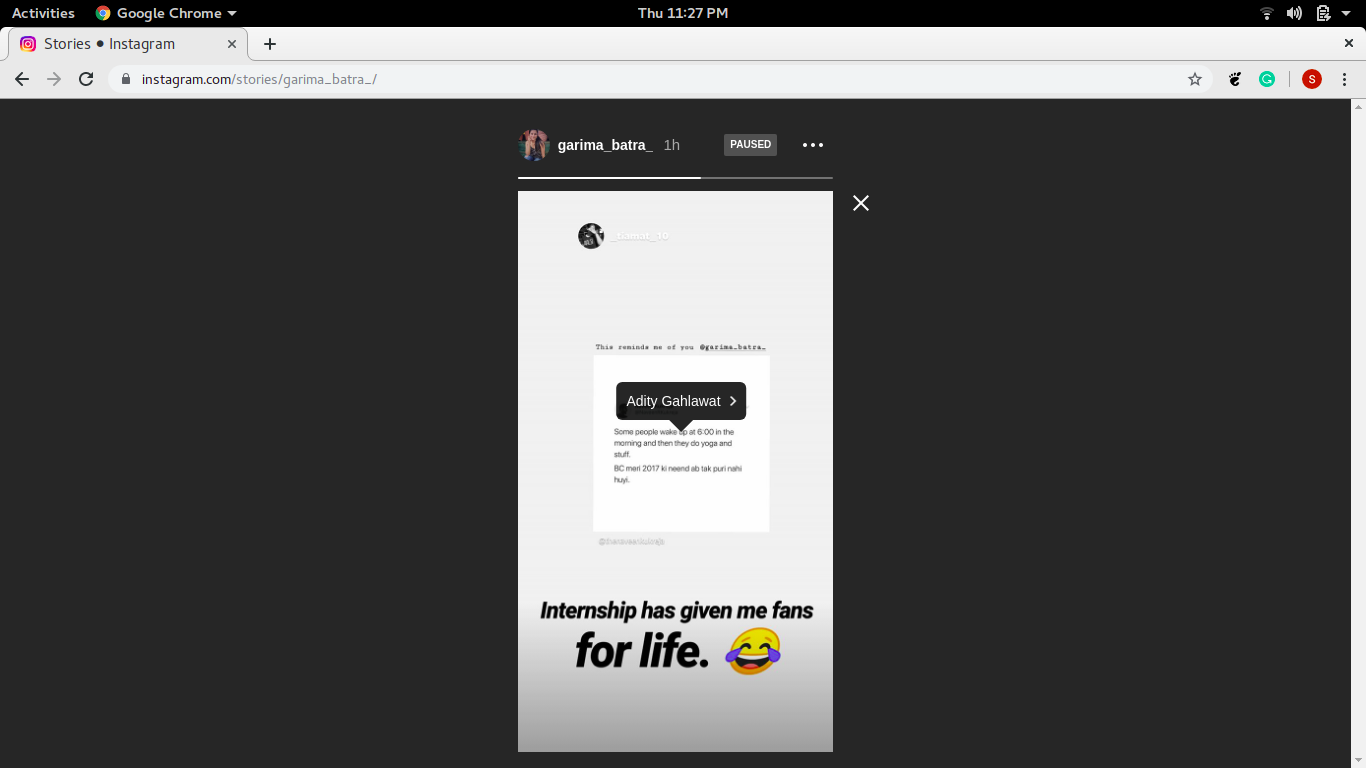 Activities
Google Chrome
Thu 11:27 PM
Stories • Instagram
instagram.com/stories/garima_batra_/
S
garima_batra_ 1h
PAUSED
_tiamat_10
This reminds me of you @garima_batra_
Adity Gahlawat
Some people wake up at 6:00 in the
morning and then they do yoga and
stuff.
BC meri 2017 ki neend ab tak puri nahi
huyi.
Internship has given me fans
for life.